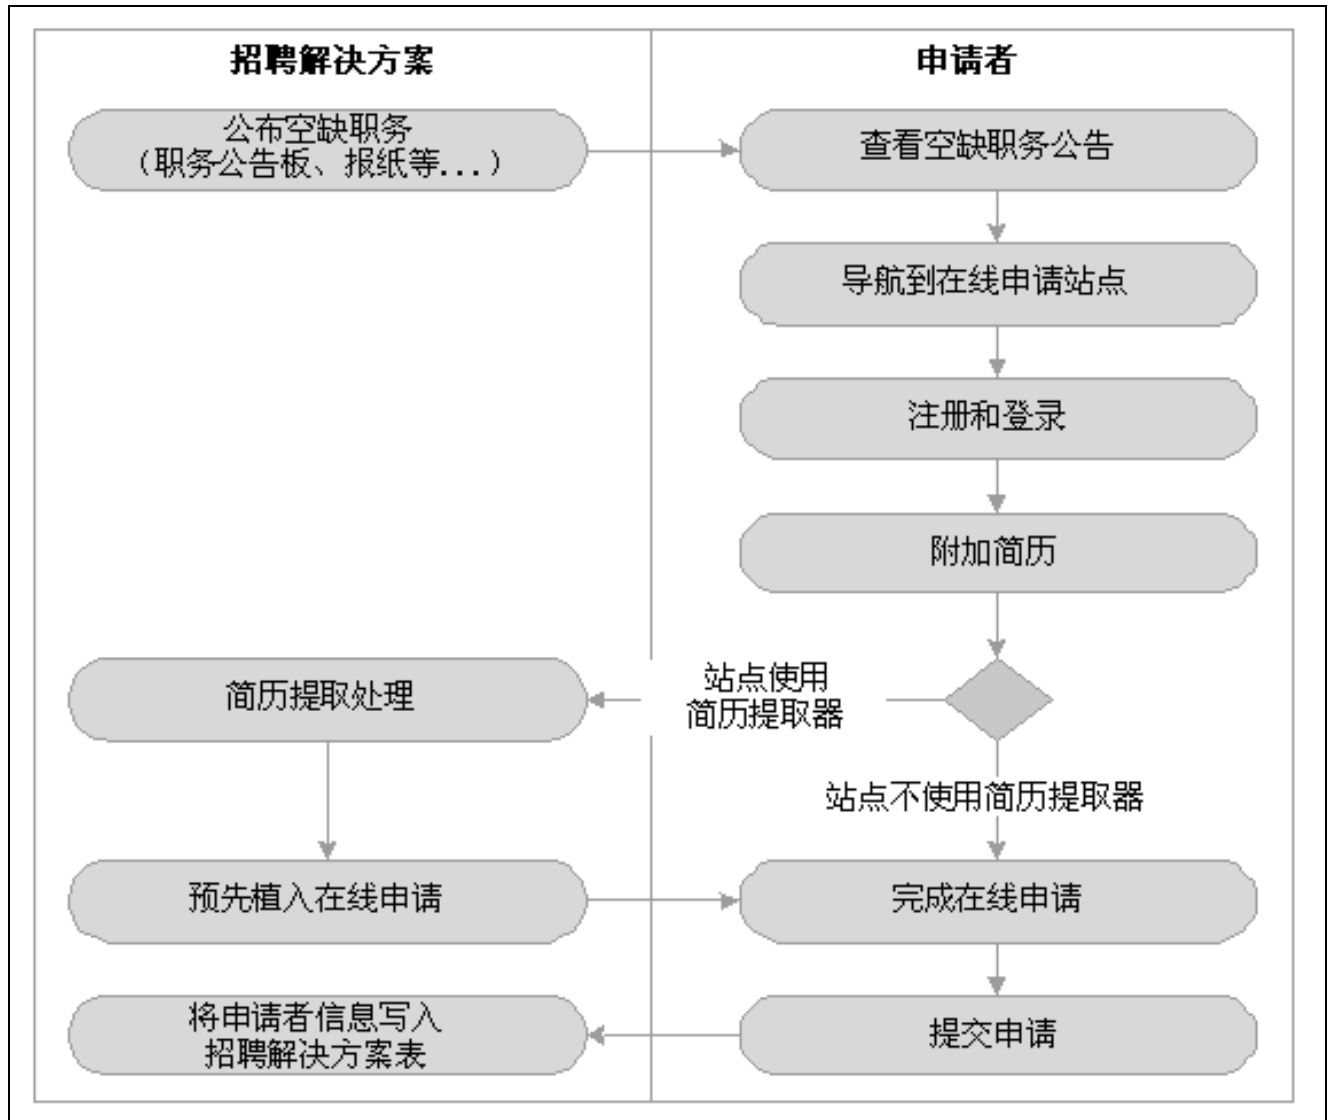 招聘解决方案
申请者
公布空缺职务
（职务公告板、报纸等...）
查看空缺职务公告
导航到在线申请站点
注册和登录
附加简历
站点使用
简历提取器
简历提取处理
站点不使用简历提取器
预先植入在线申请
完成在线申请
提交申请
将申请者信息写入
招聘解决方案表